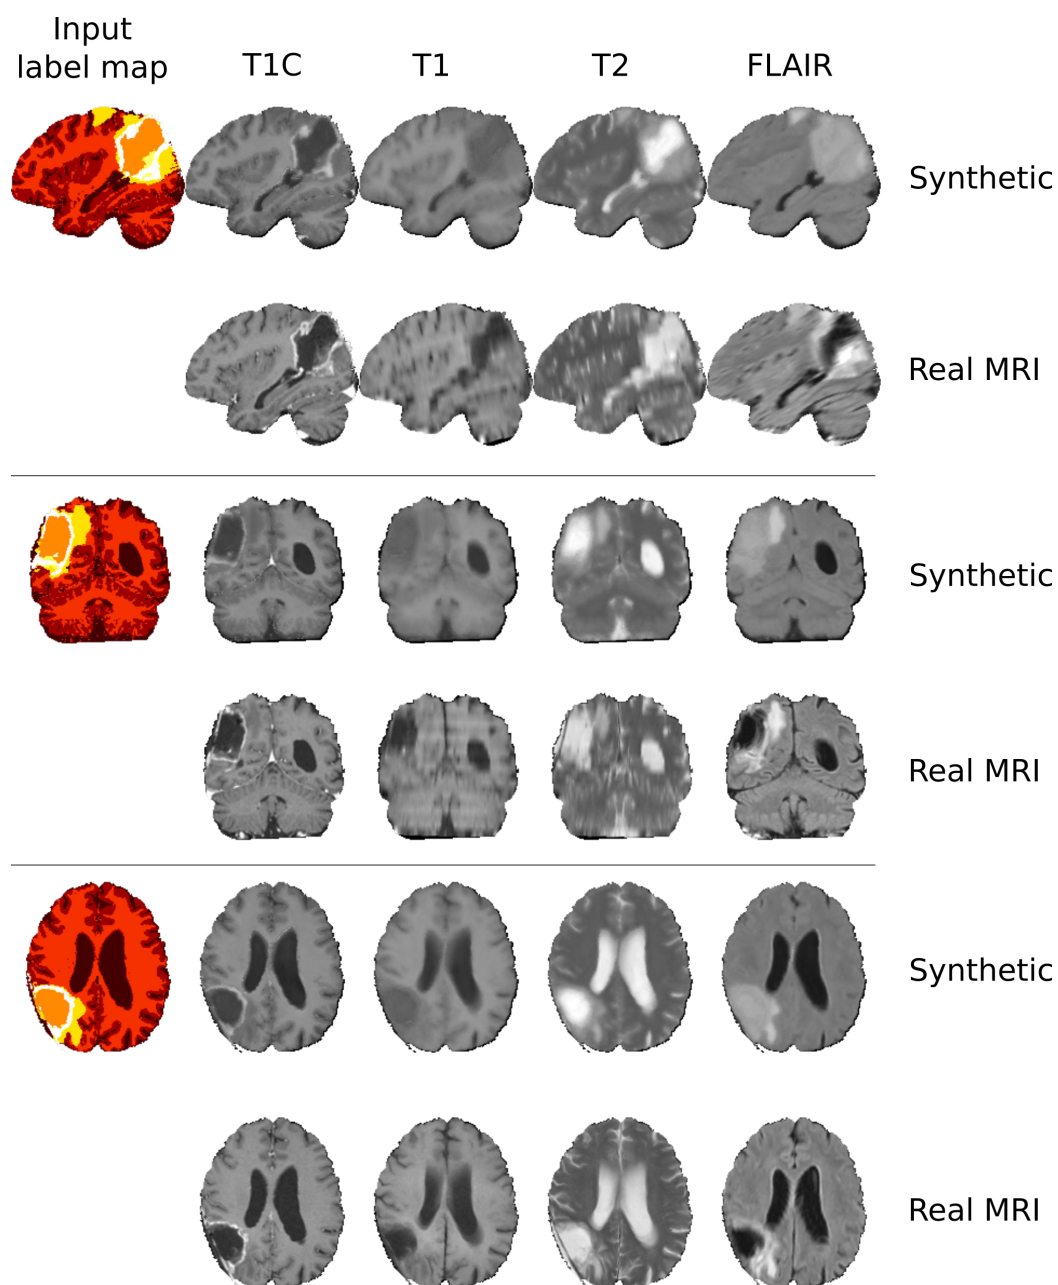 Input
label map
T1C
T1
T2
FLAIR
Synthetic
Real MRI
Synthetic
Real MRI
Synthetic
Real MRI